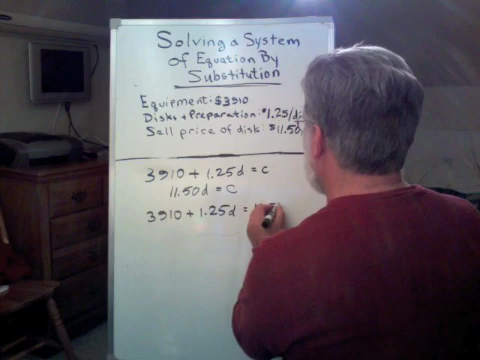 Solving a System
of Equation By
Substitution
Equipment: $3910
Disks + Preparation: $1.25/di
Sell price of disk: $11.50/
3910 + 1.25d = c
11.50d = c
3910 + 1.25d =